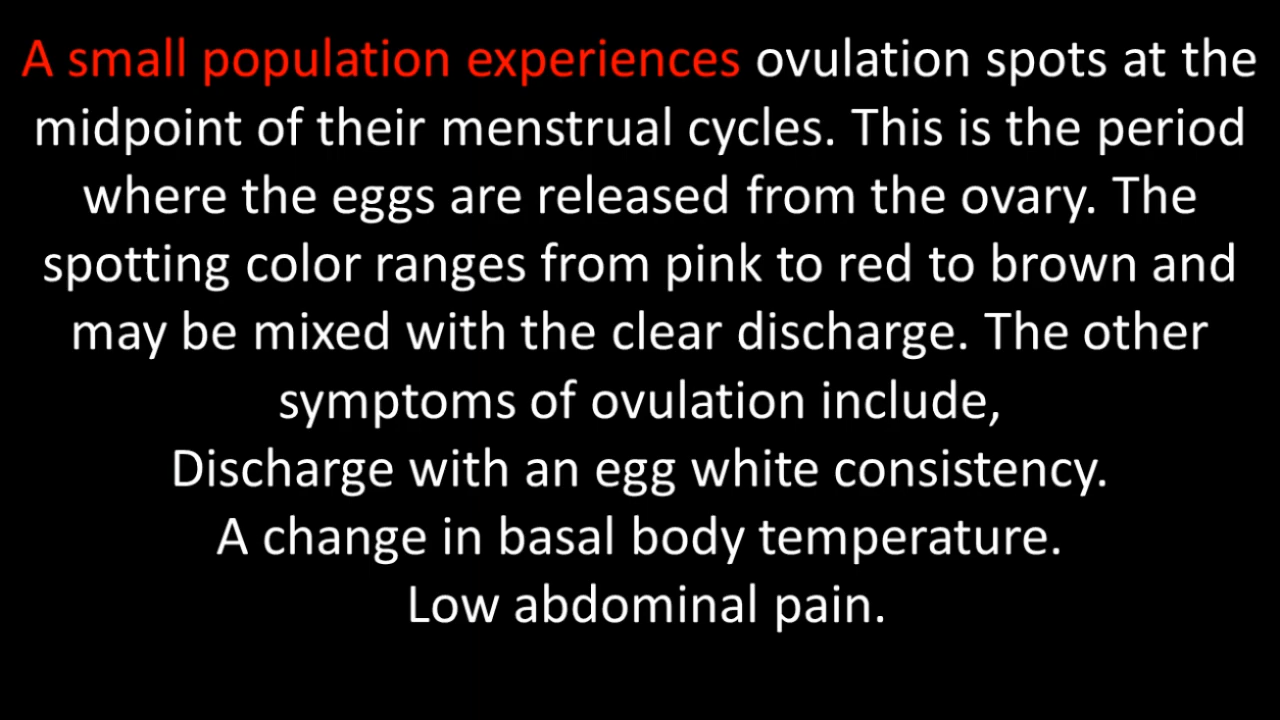 A small population experiences ovulation spots at the
midpoint of their menstrual cycles. This is the period
where the eggs are released from the ovary. The
spotting color ranges from pink to red to brown and
may be mixed with the clear discharge. The other
symptoms of ovulation include,
Discharge with an egg white consistency.
A change in basal body temperature.
Low abdominal pain.